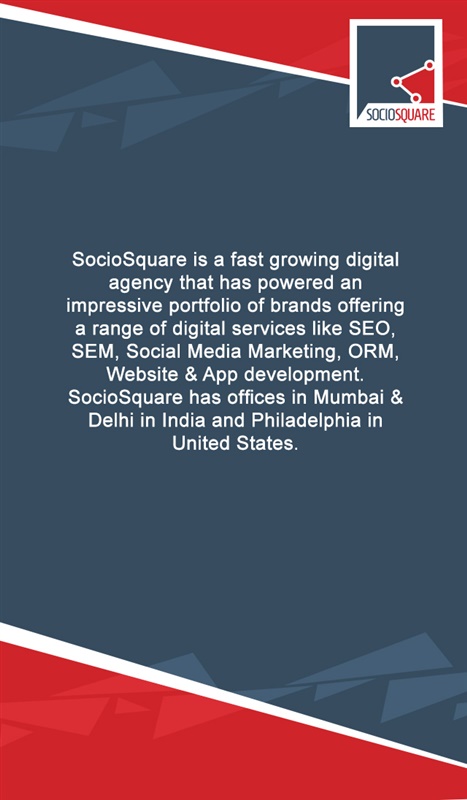 SOCIOSQUARE
SocioSquare is a fast growing digital
agency that has powered an
impressive portfolio of brands offering
a range of digital services like SEO,
SEM, Social Media Marketing, ORM,
Website & App development.
SocioSquare has offices in Mumbai &
Delhi in India and Philadelphia in
United States.